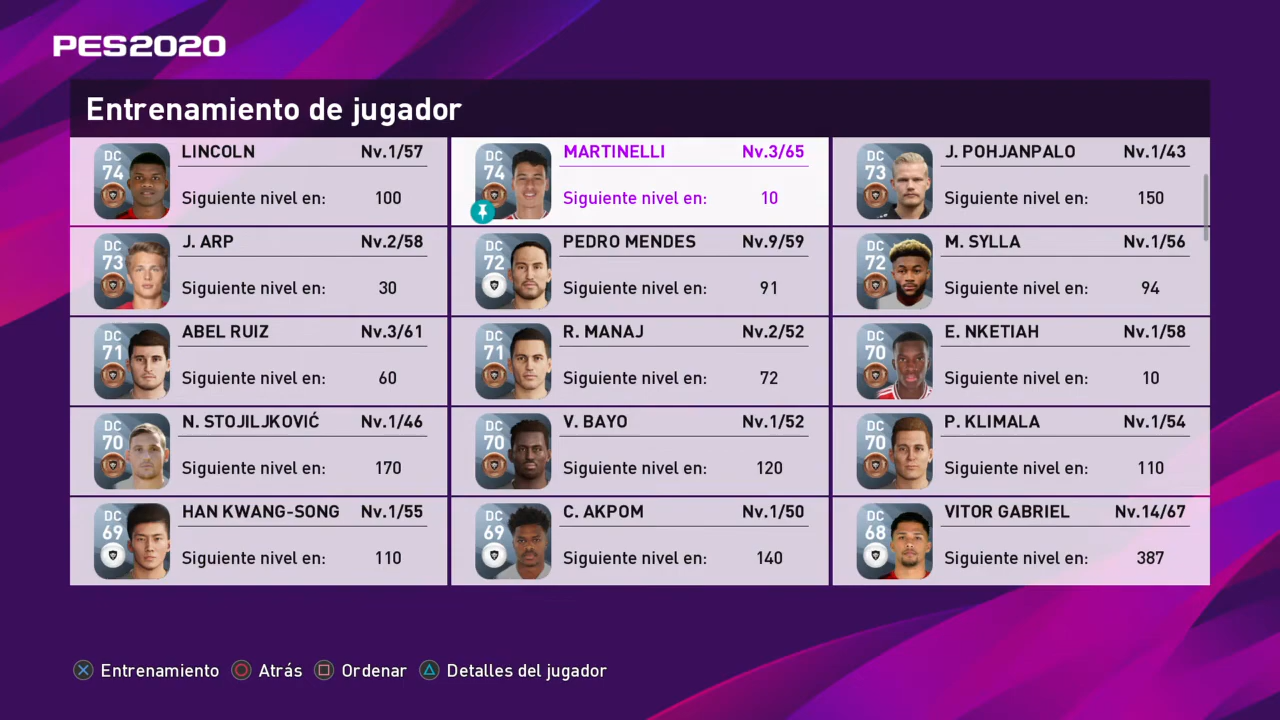 PES2020
Entrenamiento de jugador
DC 74 LINCOLN Nv.1/57
Siguiente nivel en: 100
DC 74 MARTINELLI Nv.3/65
Siguiente nivel en: 10
DC 73 J. POHJANPALO Nv.1/43
Siguiente nivel en: 150
DC 73 J. ARP Nv.2/58
Siguiente nivel en: 30
DC 72 PEDRO MENDES Nv.9/59
Siguiente nivel en: 91
DC 72 M. SYLLA Nv.1/56
Siguiente nivel en: 94
DC 71 ABEL RUIZ Nv.3/61
Siguiente nivel en: 60
DC 71 R. MANAJ Nv.2/52
Siguiente nivel en: 72
DC 70 E. NKETIAH Nv.1/58
Siguiente nivel en: 10
DC 70 N. STOJILJKOVIĆ Nv.1/46
Siguiente nivel en: 170
DC 70 V. BAYO Nv.1/52
Siguiente nivel en: 120
DC 70 P. KLIMALA Nv.1/54
Siguiente nivel en: 110
DC 69 HAN KWANG-SONG Nv.1/55
Siguiente nivel en: 110
DC 69 C. AKPOM Nv.1/50
Siguiente nivel en: 140
DC 68 VITOR GABRIEL Nv.14/67
Siguiente nivel en: 387
Entrenamiento Atrás Ordenar Detalles del jugador